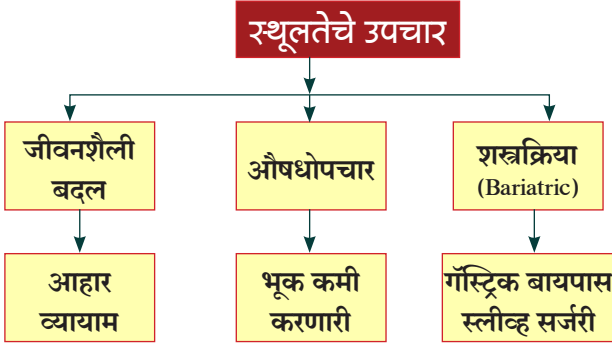 स्थूलतेचे उपचार
जीवनशैली
बदल
औषधोपचार
शस्त्रक्रिया
(Bariatric)
आहार
व्यायाम
भूक कमी
करणारी
गॅस्ट्रिक बायपास
स्लीव्ह सर्जरी